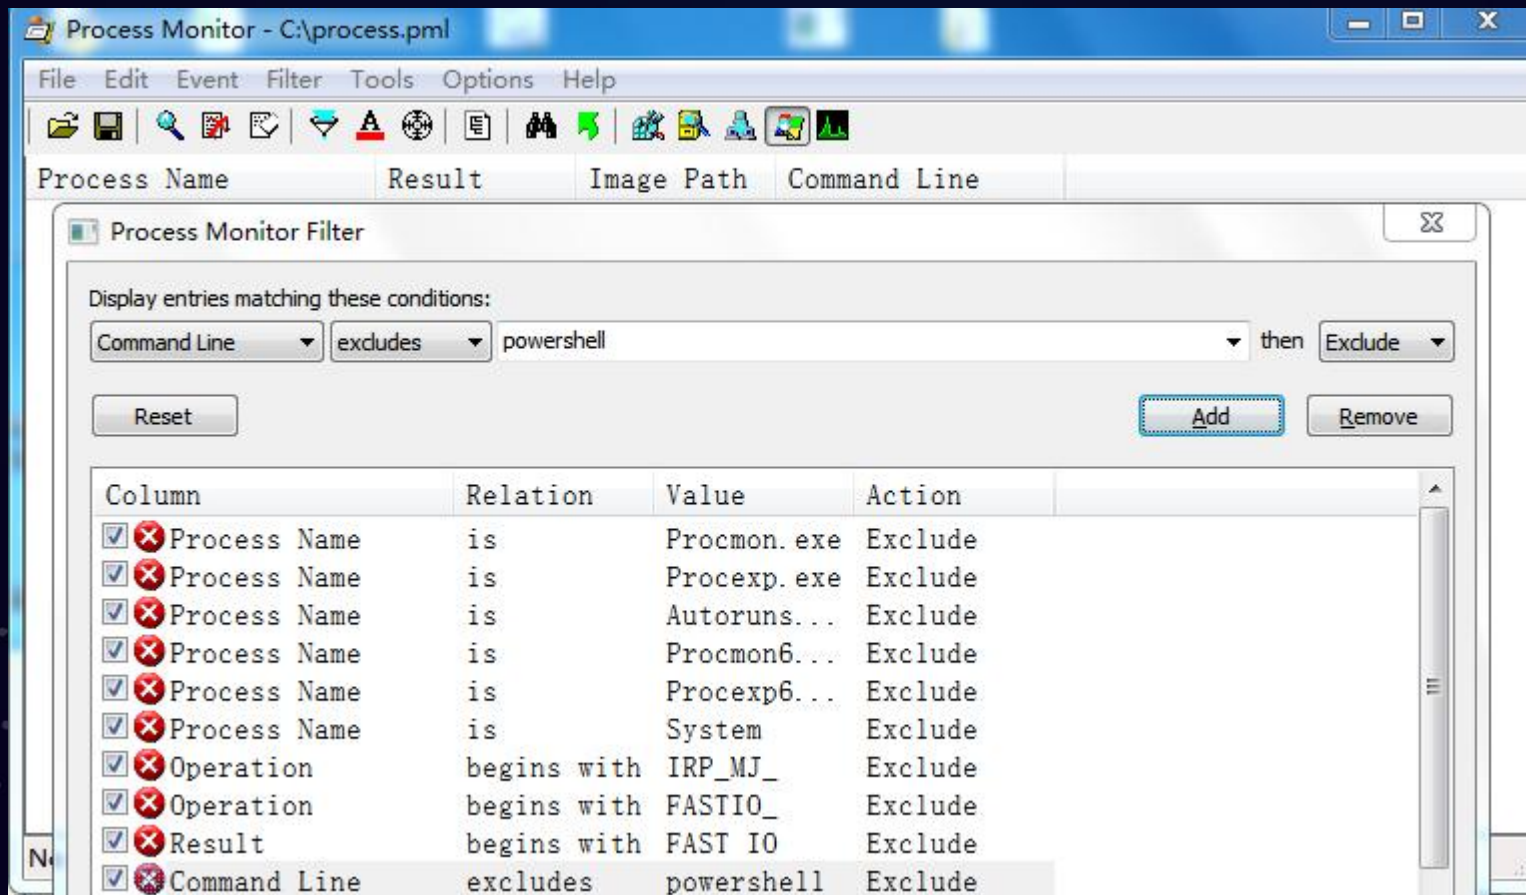 Process Monitor - C:\process.pml
File Edit Event Filter Tools Options Help
Process Name Result Image Path Command Line
Process Monitor Filter
Display entries matching these conditions:
Command Line excludes powershell then Exclude
Reset Add Remove
Column Relation Value Action
Process Name is Procmon.exe Exclude
Process Name is Procexp.exe Exclude
Process Name is Autoruns... Exclude
Process Name is Procmon6... Exclude
Process Name is Procexp6... Exclude
Process Name is System Exclude
Operation begins with IRP_MJ_ Exclude
Operation begins with FASTIO_ Exclude
Result begins with FAST IO Exclude
Command Line excludes powershell Exclude